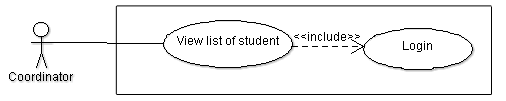 View list of student
<<include>>
Login
Coordinator